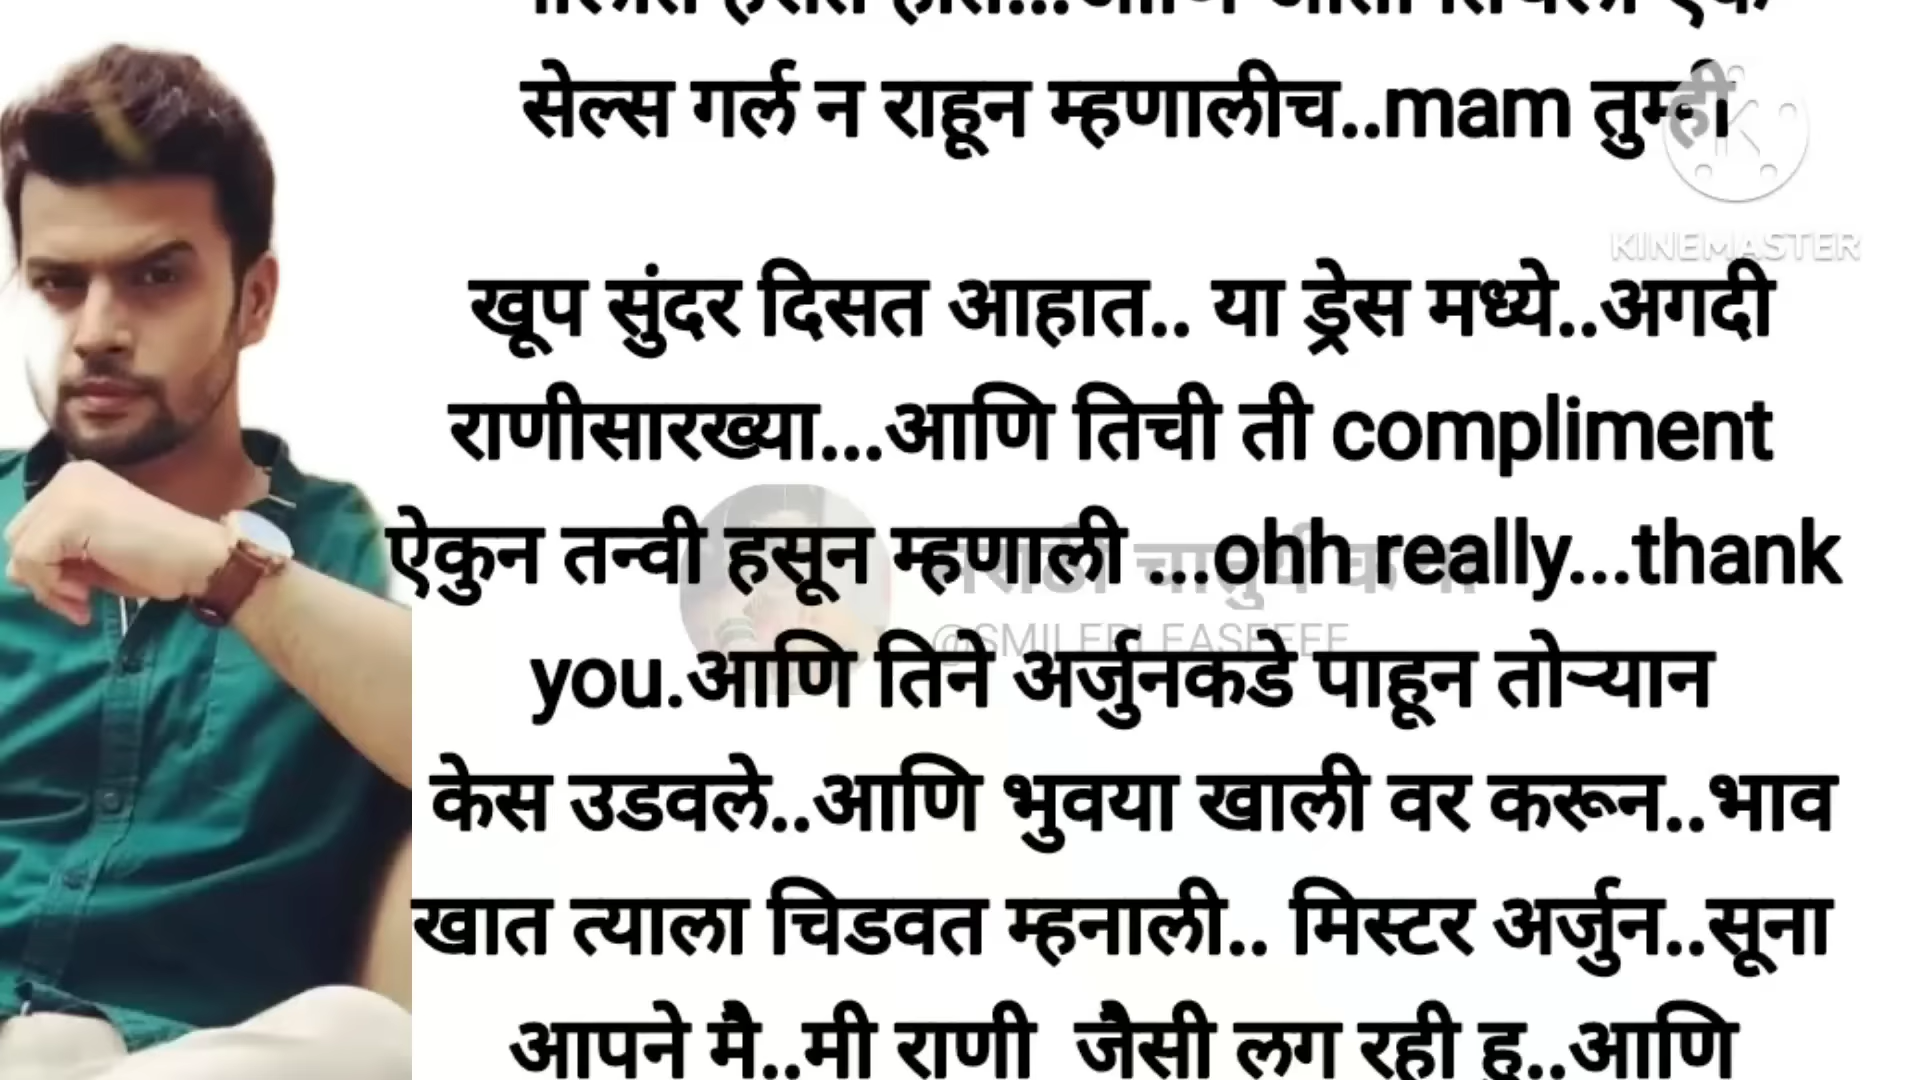 सेल्स गर्ल न राहून म्हणालीच..mam तुम्ही
KINEMASTER
खूप सुंदर दिसत आहात.. या ड्रेस मध्ये..अगदी
राणीसारख्या...आणि तिची ती compliment
ऐकुन तन्वी हसून म्हणाली ...ohh really...thank
@SMILEPLEASEEEE
you.आणि तिने अर्जुनकडे पाहून तोऱ्यान
केस उडवले..आणि भुवया खाली वर करून..भाव
खात त्याला चिडवत म्हनाली.. मिस्टर अर्जुन..सूना
आपने मै..मी राणी जैसी लग रही हू..आणि